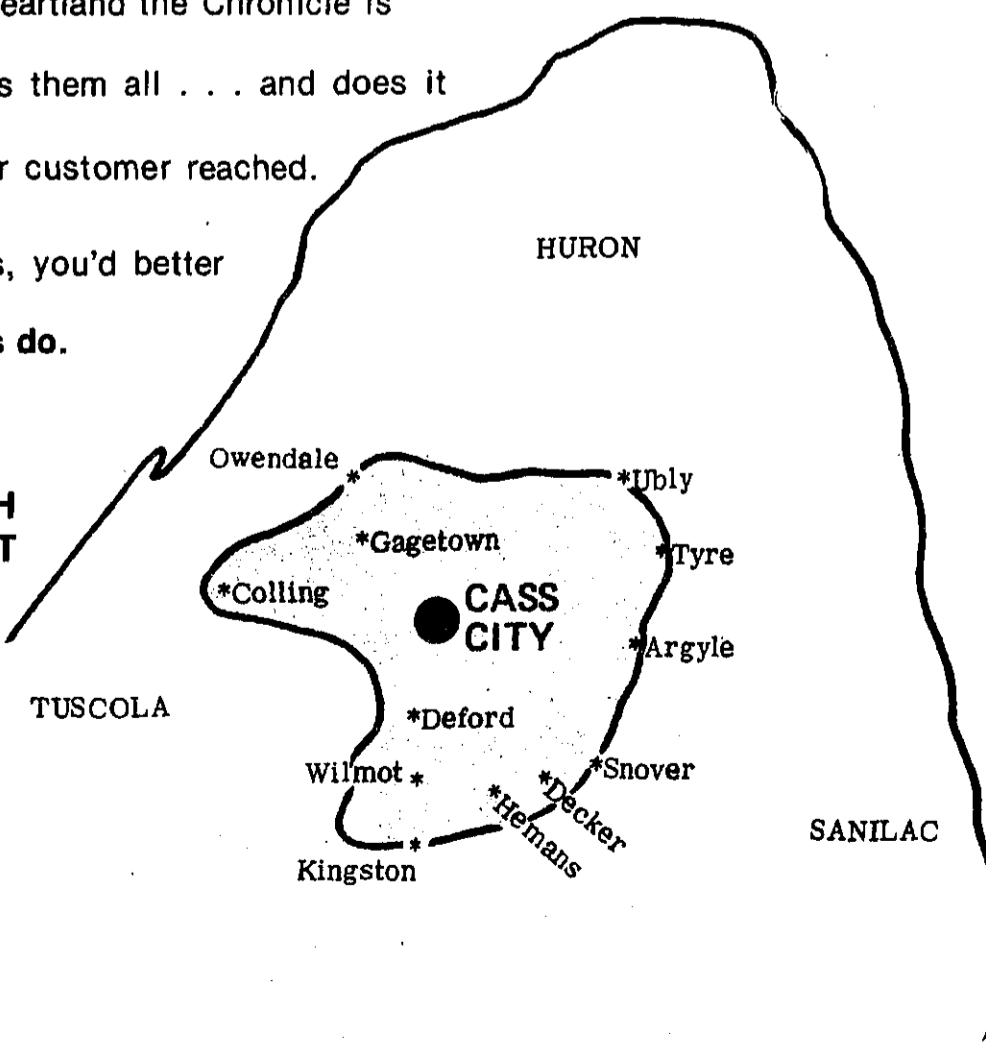 eartland the Chronicle is
s them all . . . and does it
r customer reached.
s, you'd better
s do.
H
T
HURON
Owendale
*Ubly
*Gagetown
*Tyre
*Colling
CASS
CITY
*Argyle
TUSCOLA
*Deford
Wilmot *
*Snover
*Decker
*Hemans
SANILAC
Kingston